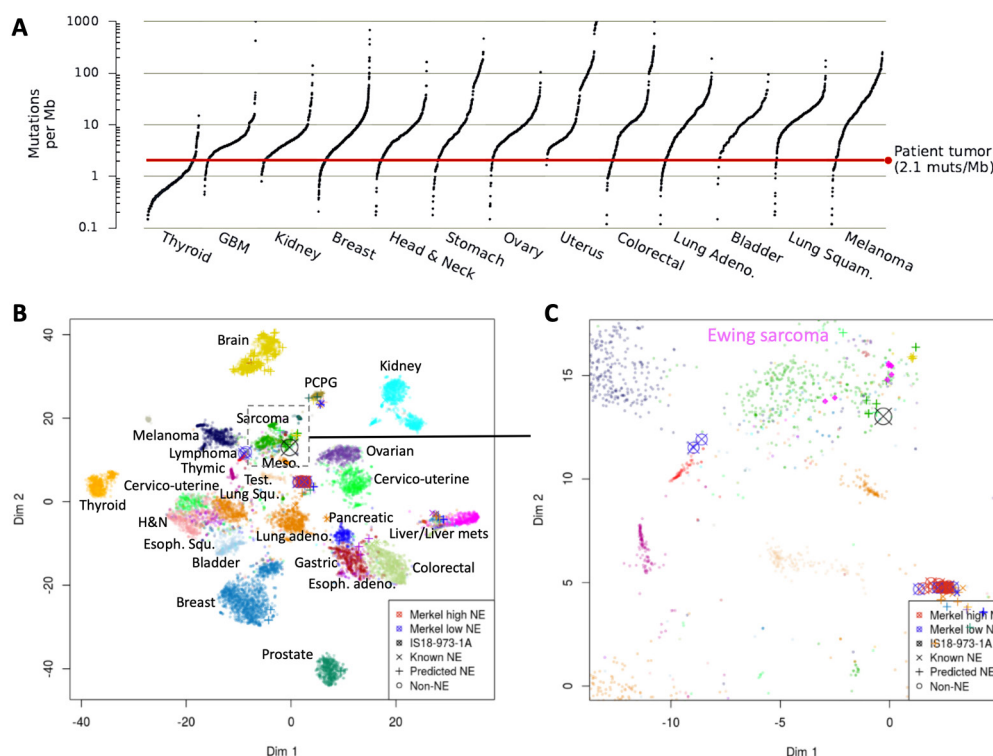 A
Mutations
per Mb
1000
100
10
1
0.1
Patient tumor
(2.1 muts/Mb)
Thyroid
GBM
Kidney
Breast
Head & Neck
Stomach
Ovary
Uterus
Colorectal
Lung Adeno.
Bladder
Lung Squam.
Melanoma
B
Dim 2
40
20
0
-20
-40
Brain
PCPG
Kidney
Sarcoma
Melanoma
Lymphoma
Meso.
Ovarian
Thymic
Test.
Thyroid
Cervico-uterine
Lung Squ.
Cervico-uterine
H&N
Pancreatic
Lung adeno.
Liver/Liver mets
Esoph. Squ.
Bladder
Gastric
Esoph. adeno.
Colorectal
Breast
Prostate
Merkel high NE
Merkel low NE
IS18-973-1A
Known NE
Predicted NE
Non-NE
-40
-20
0
20
Dim 1
C
Ewing sarcoma
Dim 2
15
10
5
0
Merkel high N
Merkel low NE
IS18-973-1A
Known NE
Predicted NE
Non-NE
-10
-5
0
5
Dim 1